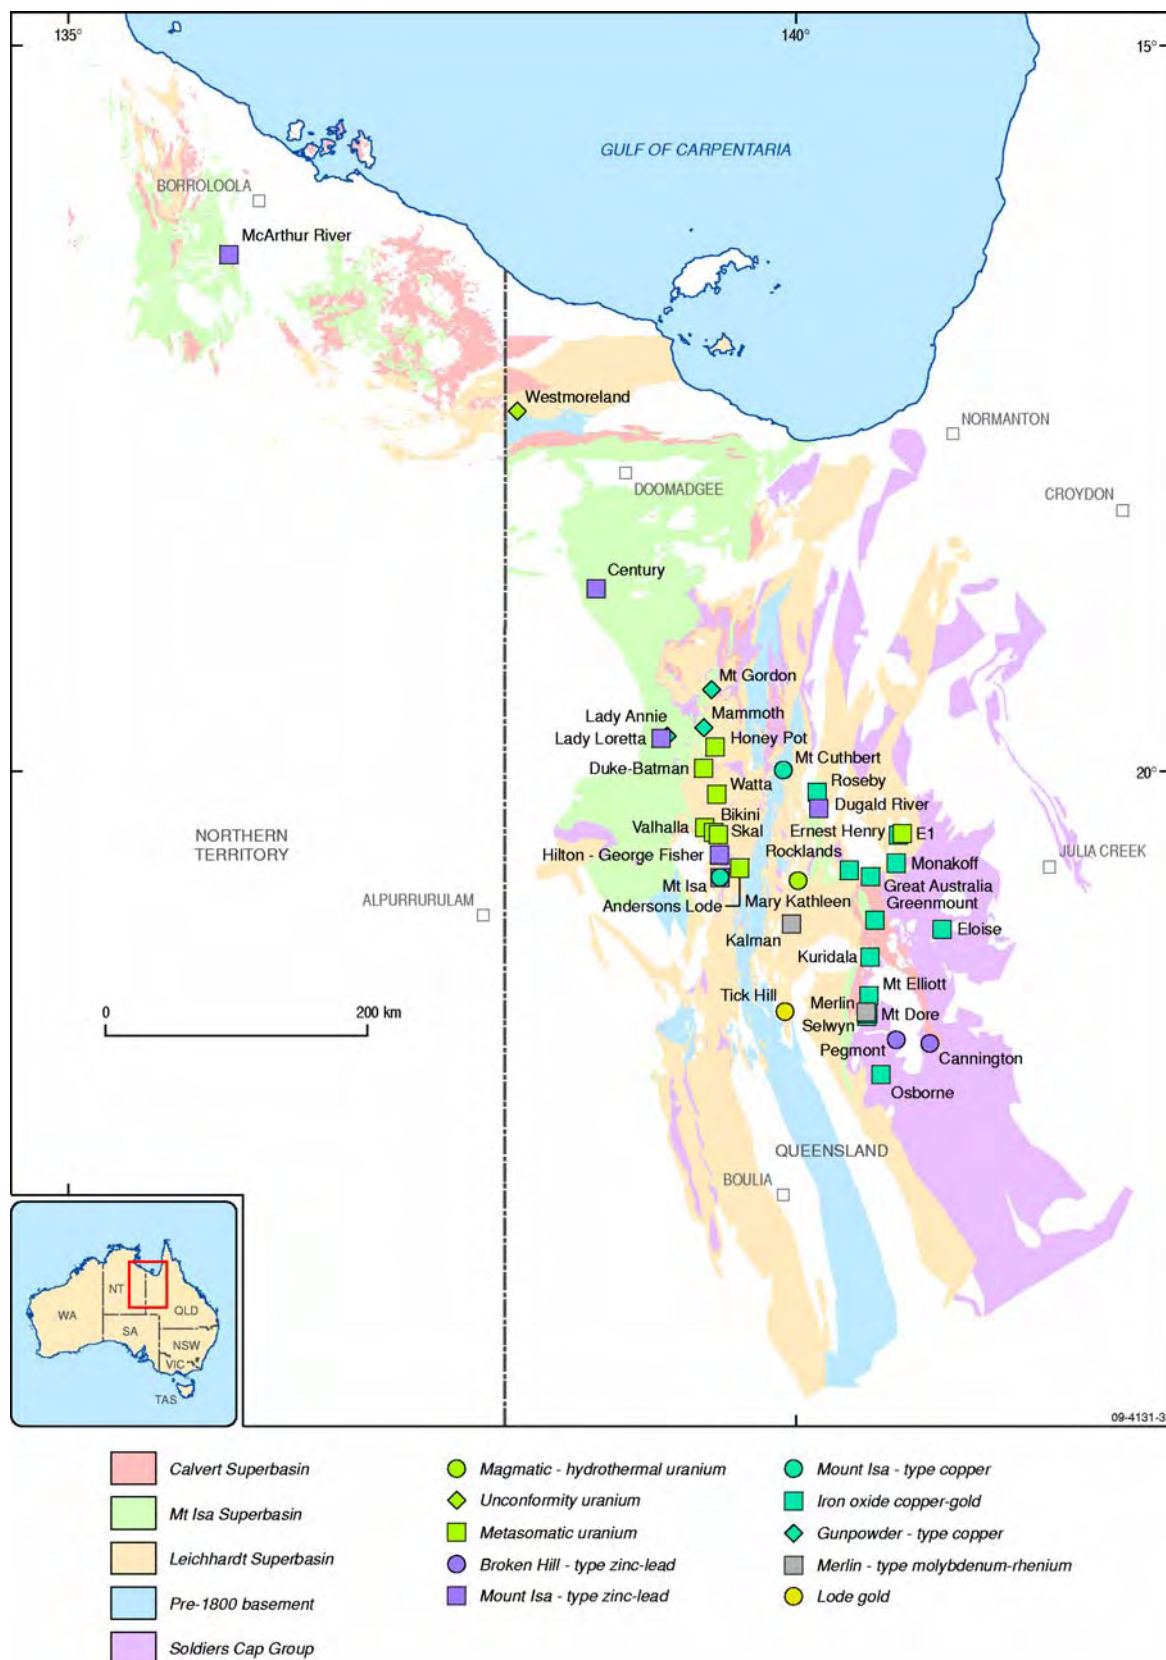 135°
140°
15°
GULF OF CARPENTARIA
BORROLOOLA
McArthur River
Westmoreland
NORMANTON
DOOMADGEE
CROYDON
Century
Mt Gordon
Lady Annie
Mammoth
Lady Loretta
Honey Pot
Mt Cuthbert
Duke-Batman
20°
Watta
Roseby
Dugald River
Bikini
Valhalla
Skal
Ernest Henry
E1
NORTHERN
TERRITORY
Hilton - George Fisher
Rocklands
Monakoff
JULIA CREEK
Mt Isa
Great Australia
ALPURRURULAM
Andersons Lode
Mary Kathleen
Greenmount
Kalman
Eloise
Kuridala
0
200 km
Tick Hill
Mt Elliott
Merlin
Mt Dore
Selwyn
Pegmont
Cannington
Osborne
QUEENSLAND
BOULIA
NT
WA
QLD
SA
NSW
VIC
TAS
09-4131-3
Calvert Superbasin
Mt Isa Superbasin
Leichhardt Superbasin
Pre-1800 basement
Soldiers Cap Group
Magmatic - hydrothermal uranium
Unconformity uranium
Metasomatic uranium
Broken Hill - type zinc-lead
Mount Isa - type zinc-lead
Mount Isa - type copper
Iron oxide copper-gold
Gunpowder - type copper
Merlin - type molybdenum-rhenium
Lode gold